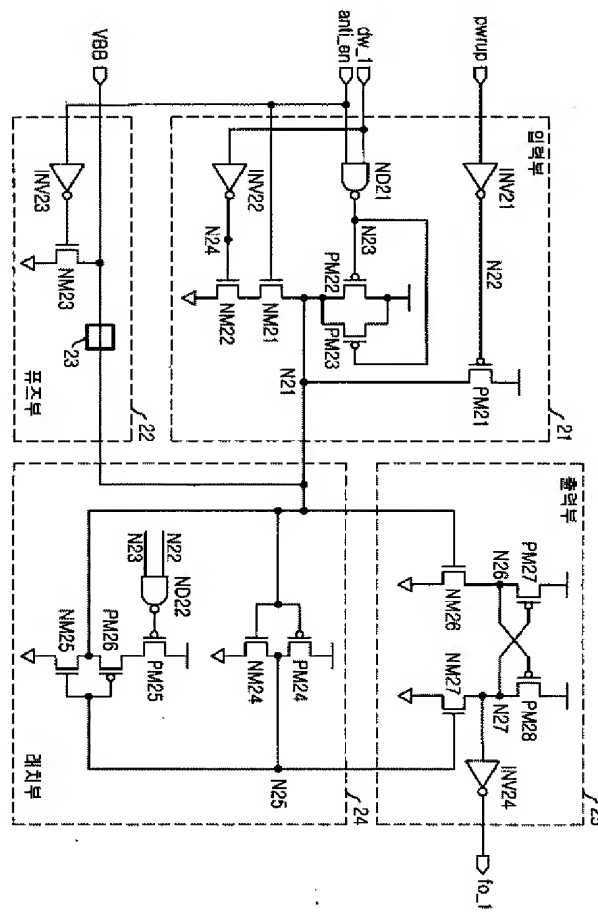 pwrup
INV21
N22
PM21
입력부
21
dw_1
anti_en
ND21
N23
PM22
PM23
INV22
N24
NM21
NM22
N21
VBB
INV23
NM23
23
퓨즈부
22
출력부
N26
PM27
NM26
PM28
N27
NM27
INV24
fo_1
N22
N23
ND22
PM25
PM26
NM25
PM24
NM24
N25
래치부
24